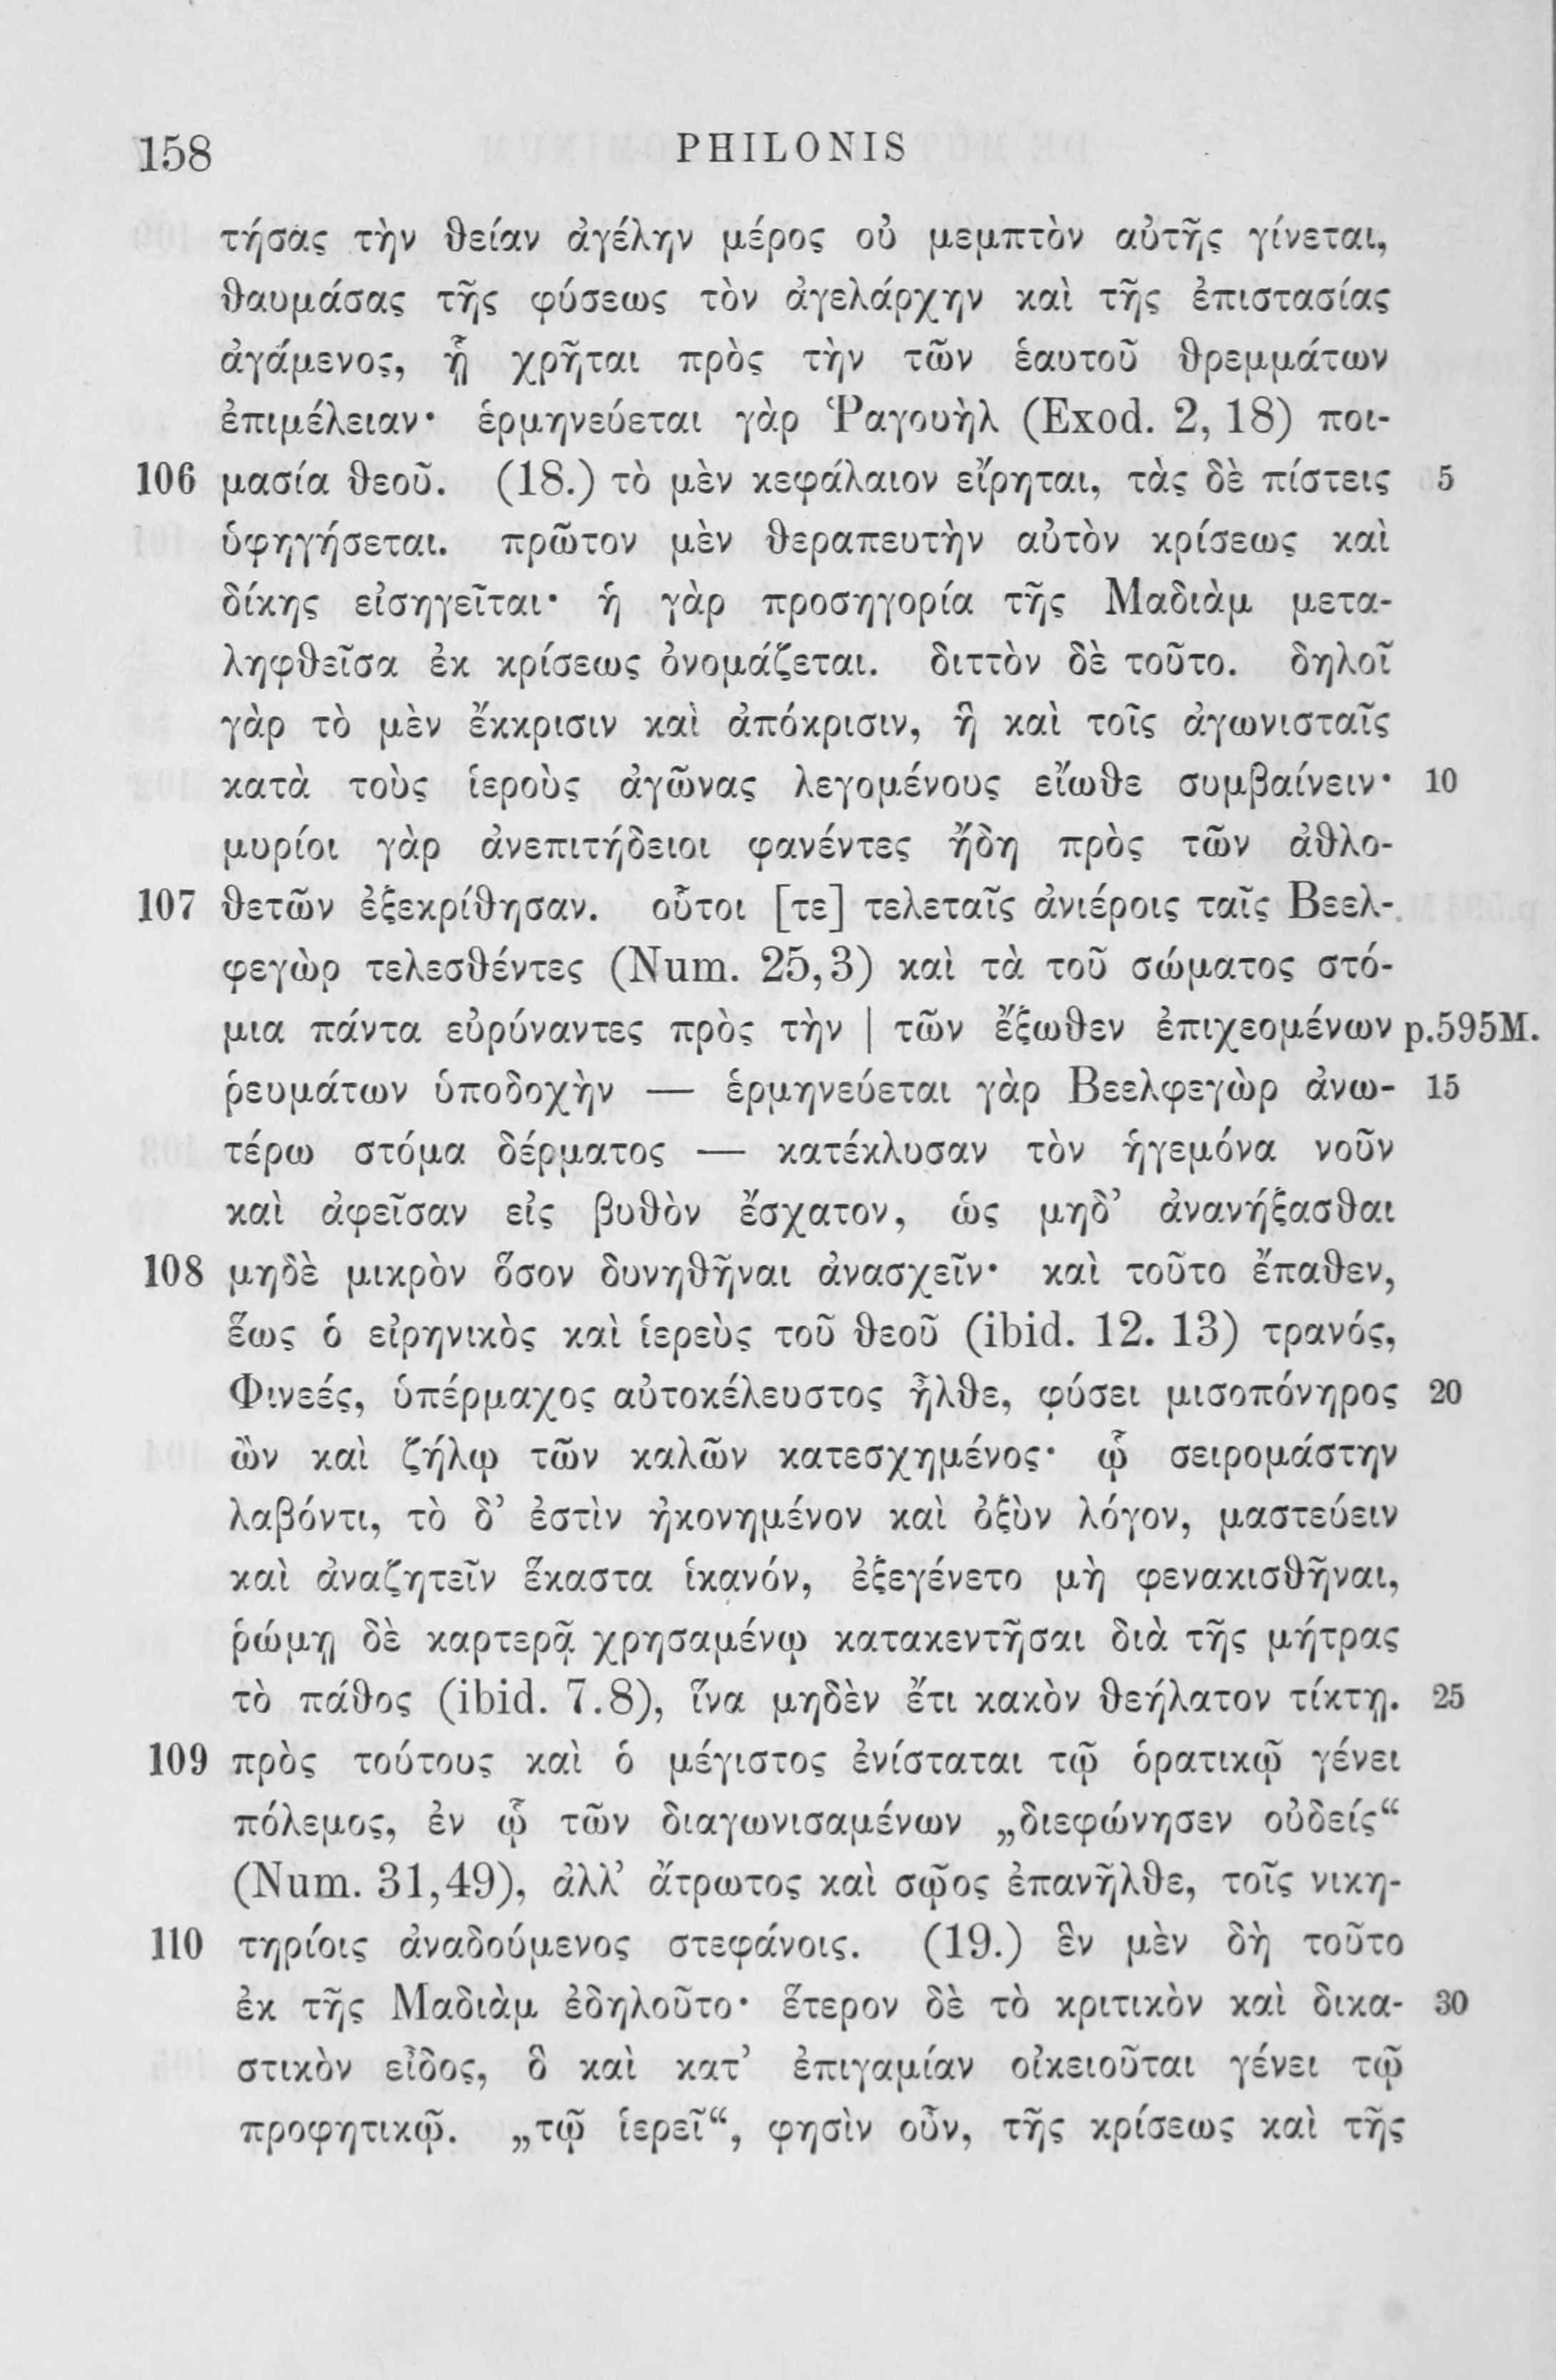 158 PHILONIS
τήσας τὴν θείαν ἀγέλην μέρος οὐ μεμπτὸν αὐτῆς γίνεται,
θαυμάσας τῆς φύσεως τὸν ἀγελάρχην καὶ τῆς ἐπιστασίας
ἀγάμενος, ᾗ χρῆται πρὸς τὴν τῶν ἑαυτοῦ θρεμμάτων
ἐπιμέλειαν· ἑρμηνεύεται γὰρ Ῥαγουὴλ (Exod. 2, 18) ποι-
106 μασία θεοῦ. (18.) τὸ μὲν κεφάλαιον εἴρηται, τὰς δὲ πίστεις 5
ὑφηγήσεται. πρῶτον μὲν θεραπευτὴν αὐτὸν κρίσεως καὶ
δίκης εἰσηγεῖται· ἡ γὰρ προσηγορία τῆς Μαδιὰμ μετα-
ληφθεῖσα ἐκ κρίσεως ὀνομάζεται. διττὸν δὲ τοῦτο. δηλοῖ
γὰρ τὸ μὲν ἔκκρισιν καὶ ἀπόκρισιν, ἣ καὶ τοῖς ἀγωνισταῖς
κατὰ τοὺς ἱεροὺς ἀγῶνας λεγομένους εἴωθε συμβαίνειν· 10
μυρίοι γὰρ ἀνεπιτήδειοι φανέντες ἤδη πρὸς τῶν ἀθλο-
107 θετῶν ἐξεκρίθησαν. οὗτοι [τε] τελεταῖς ἀνιέροις ταῖς Βεελ-
φεγὼρ τελεσθέντες (Num. 25,3) καὶ τὰ τοῦ σώματος στό-
μια πάντα εὐρύναντες πρὸς τὴν | τῶν ἔξωθεν ἐπιχεομένων p.595M.
ῥευμάτων ὑποδοχὴν — ἑρμηνεύεται γὰρ Βεελφεγὼρ ἀνω- 15
τέρω στόμα δέρματος — κατέκλυσαν τὸν ἡγεμόνα νοῦν
καὶ ἀφεῖσαν εἰς βυθὸν ἔσχατον, ὡς μηδ’ ἀνανήξασθαι
108 μηδὲ μικρὸν ὅσον δυνηθῆναι ἀνασχεῖν· καὶ τοῦτο ἔπαθεν,
ἕως ὁ εἰρηνικὸς καὶ ἱερεὺς τοῦ θεοῦ (ibid. 12. 13) τρανός,
Φινεές, ὑπέρμαχος αὐτοκέλευστος ἦλθε, φύσει μισοπόνηρος 20
ὢν καὶ ζήλῳ τῶν καλῶν κατεσχημένος· ᾧ σειρομάστην
λαβόντι, τὸ δ’ ἐστὶν ἠκονημένον καὶ ὀξὺν λόγον, μαστεύειν
καὶ ἀναζητεῖν ἕκαστα ἱκανόν, ἐξεγένετο μὴ φενακισθῆναι,
ῥώμῃ δὲ καρτερᾷ χρησαμένῳ κατακεντῆσαι διὰ τῆς μήτρας
τὸ πάθος (ibid. 7.8), ἵνα μηδὲν ἔτι κακὸν θεήλατον τίκτῃ. 25
109 πρὸς τούτους καὶ ὁ μέγιστος ἐνίσταται τῷ ὁρατικῷ γένει
πόλεμος, ἐν ᾧ τῶν διαγωνισαμένων „διεφώνησεν οὐδείς“
(Num. 31,49), ἀλλ’ ἄτρωτος καὶ σῷος ἐπανῆλθε, τοῖς νικη-
110 τηρίοις ἀναδούμενος στεφάνοις. (19.) ἓν μὲν δὴ τοῦτο
ἐκ τῆς Μαδιὰμ ἐδηλοῦτο· ἕτερον δὲ τὸ κριτικὸν καὶ δικα- 30
στικὸν εἶδος, ὃ καὶ κατ’ ἐπιγαμίαν οἰκειοῦται γένει τῷ
προφητικῷ. „τῷ ἱερεῖ“, φησὶν οὖν, τῆς κρίσεως καὶ τῆς